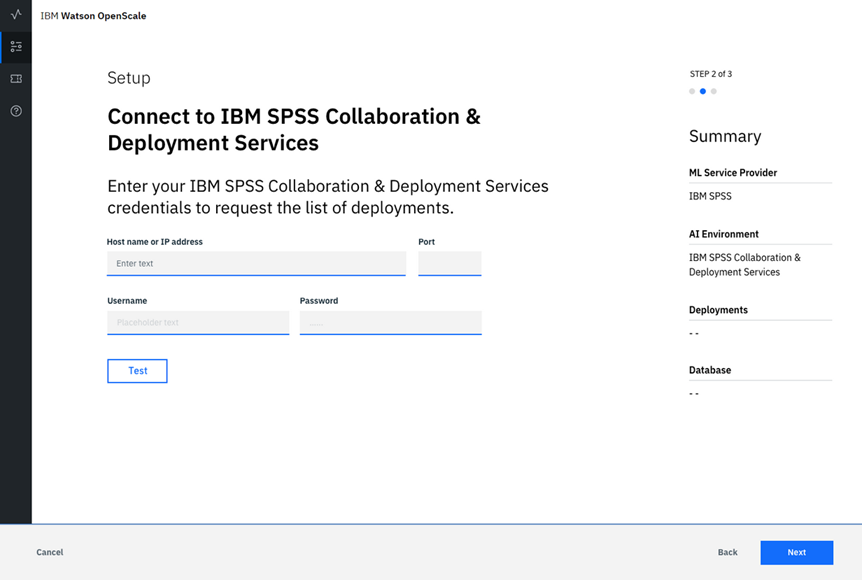 IBM Watson OpenScale
Setup
Connect to IBM SPSS Collaboration &
Deployment Services
Enter your IBM SPSS Collaboration & Deployment Services
credentials to request the list of deployments.
Host name or IP address
Port
Enter text
Username
Password
Placeholder text
Test
STEP 2 of 3
Summary
ML Service Provider
IBM SPSS
AI Environment
IBM SPSS Collaboration &
Deployment Services
Deployments
- -
Database
- -
Cancel
Back
Next